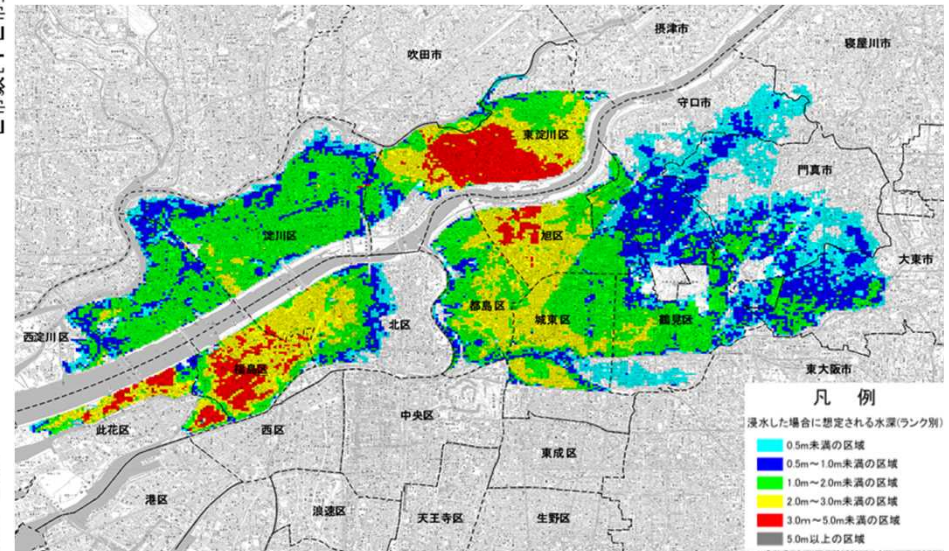 摂津市
吹田市
寝屋川市
守口市
東淀川区
門真市
淀川区
旭区
大東市
都島区
城東区
鶴見区
北区
西淀川区
福島区
東大阪市
此花区
西区
中央区
東成区
港区
浪速区
天王寺区
生野区
凡 例
浸水した場合に想定される水深(ランク別)
0.5m未満の区域
0.5m～1.0m未満の区域
1.0m～2.0m未満の区域
2.0m～3.0m未満の区域
3.0m～5.0m未満の区域
5.0m以上の区域